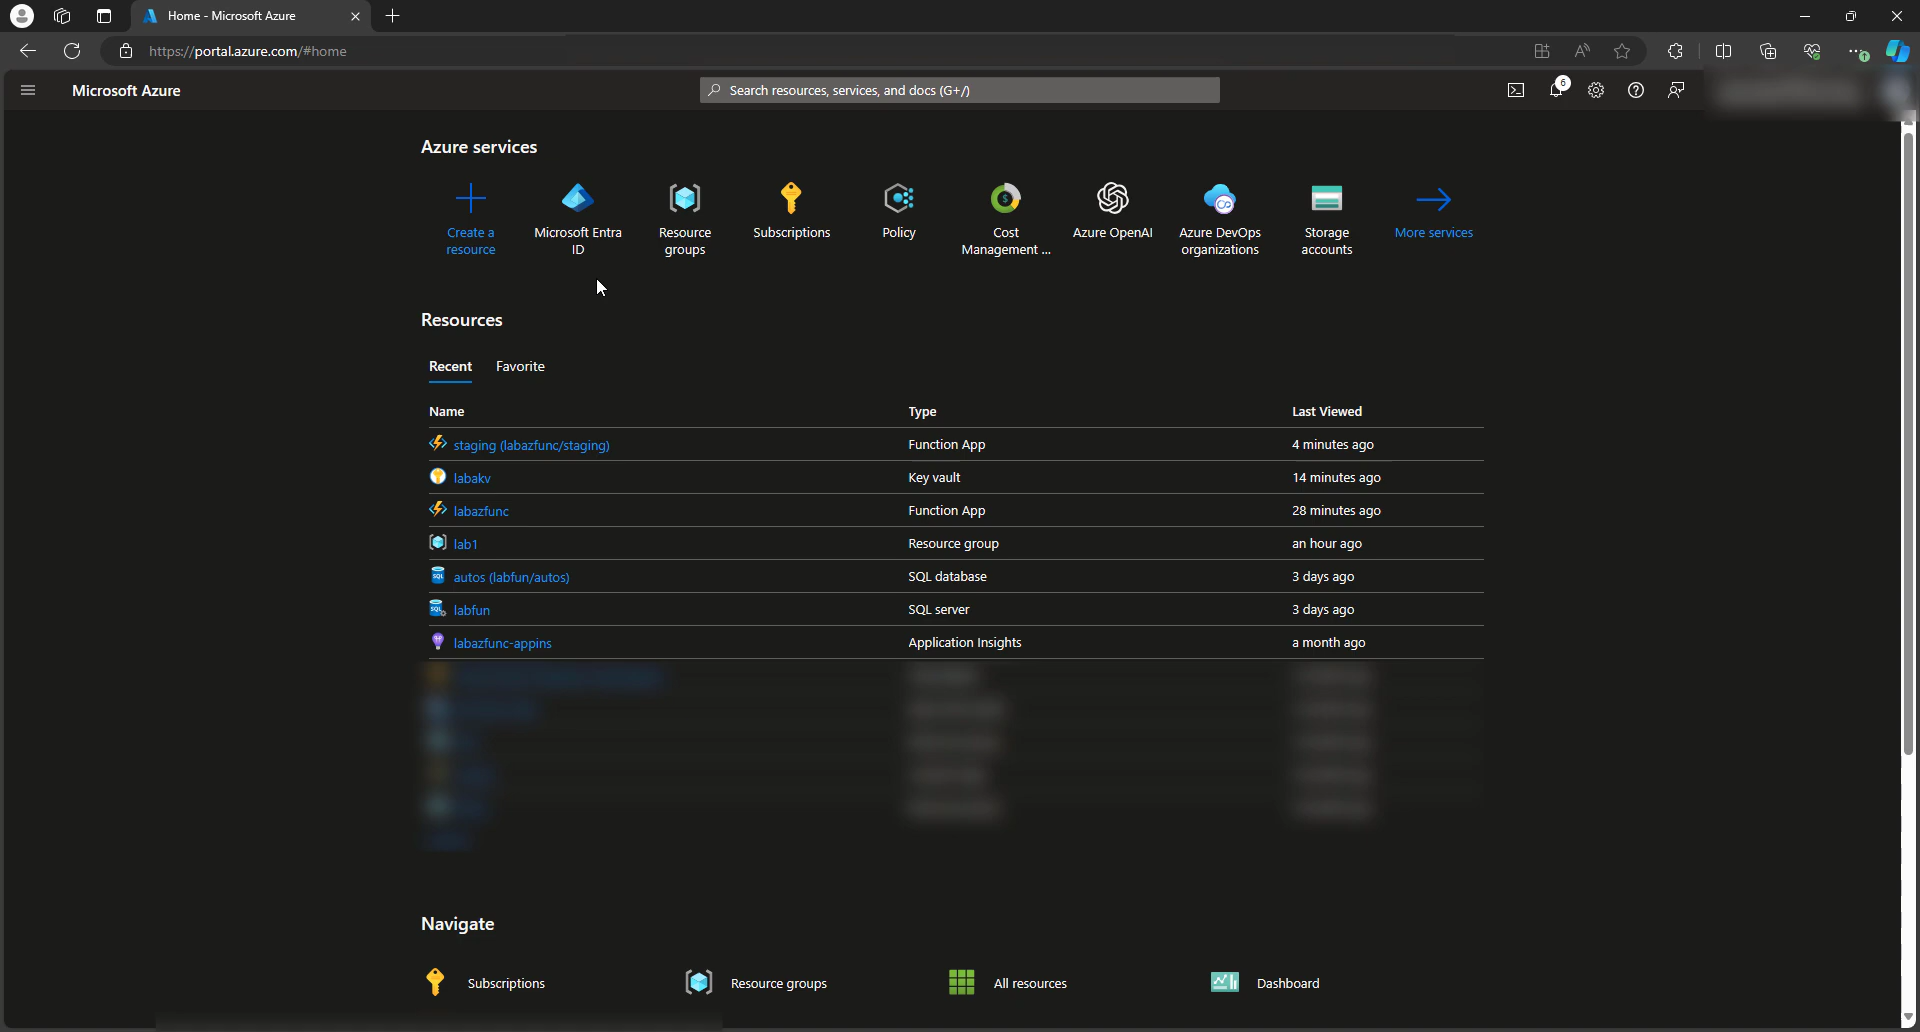 Home - Microsoft Azure
https://portal.azure.com/#home
Microsoft Azure
Search resources, services, and docs (G+/)
6
Azure services
Create a
resource
Microsoft Entra
ID
Resource
groups
Subscriptions
Policy
Cost
Management ...
Azure OpenAI
Azure DevOps
organizations
Storage
accounts
More services
Resources
Recent Favorite
Name Type Last Viewed
staging (labazfunc/staging) Function App 4 minutes ago
labakv Key vault 14 minutes ago
labazfunc Function App 28 minutes ago
lab1 Resource group an hour ago
autos (labfun/autos) SQL database 3 days ago
labfun SQL server 3 days ago
labazfunc-appins Application Insights a month ago
Navigate
Subscriptions Resource groups All resources Dashboard